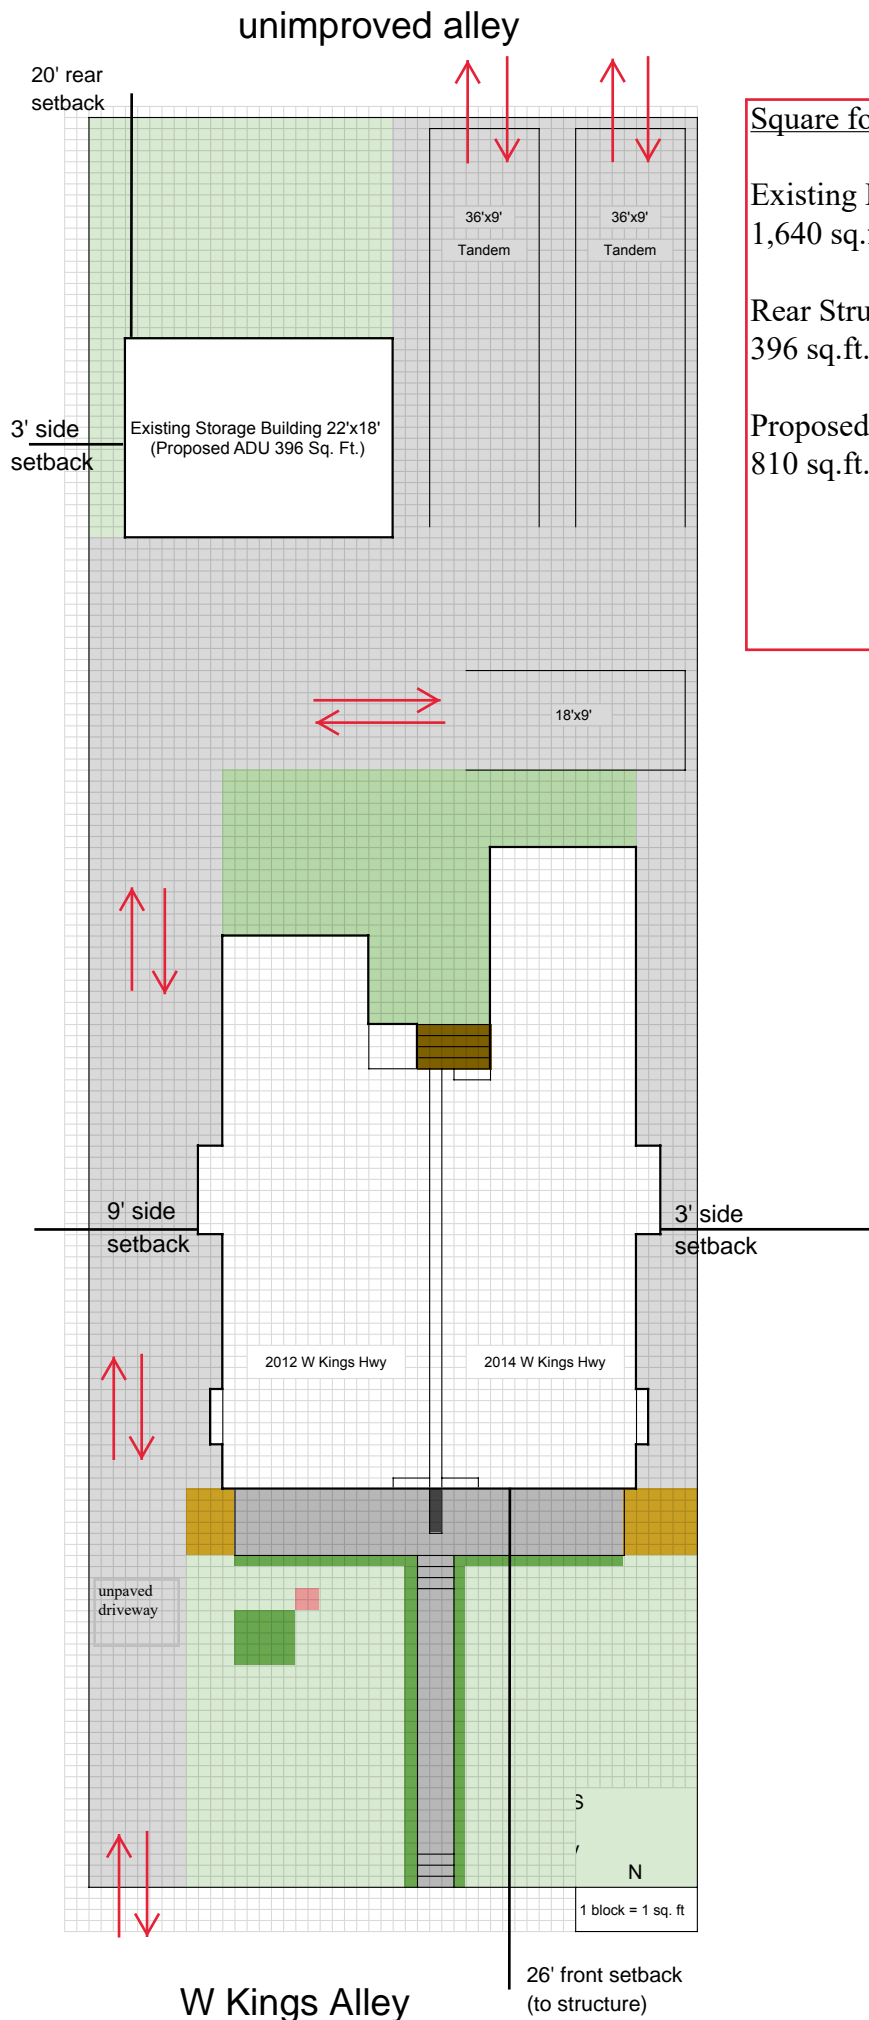 unimproved alley
20' rear
setback
36'x9'
Tandem
36'x9'
Tandem
Square
Existing
1,640
Rear
396 sq.ft.
Proposed
810 sq.ft.
Existing Storage Building 22'x18'
(Proposed ADU 396 Sq. Ft.)
3' side
setback
18'x9'
9' side
setback
3' side
setback
2012 W Kings Hwy
2014 W Kings Hwy
unpaved
driveway
N
1 block = 1 sq. ft
26' front setback
(to structure)
W Kings Alley